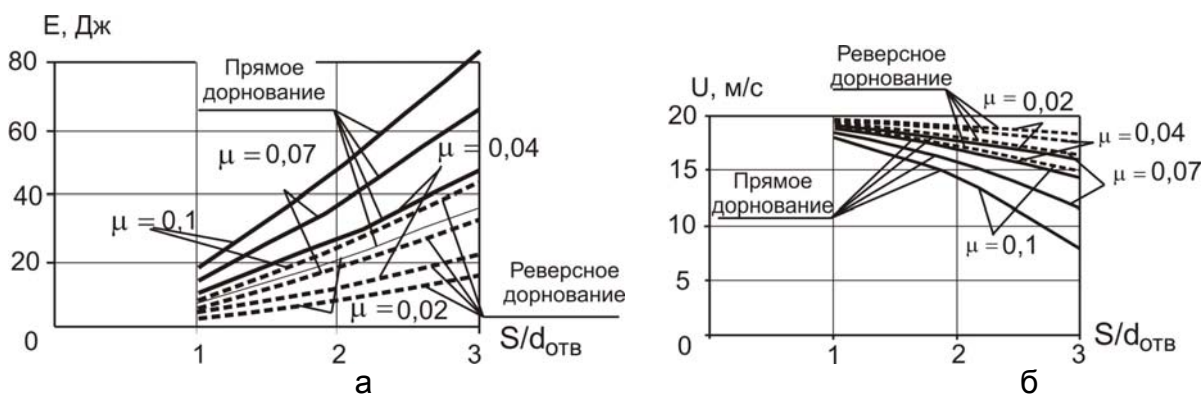 E, Дж
80
60
40
20
0
1
2
3
S/dотв
Прямое
дорнование
μ = 0,07
μ = 0,04
μ = 0,1
μ = 0,02
Реверсное
дорнование
а
U, м/с
20
15
10
5
0
1
2
3
S/dотв
Реверсное
дорнование
μ = 0,02
μ = 0,04
μ = 0,07
Прямое
дорнование
μ = 0,1
б